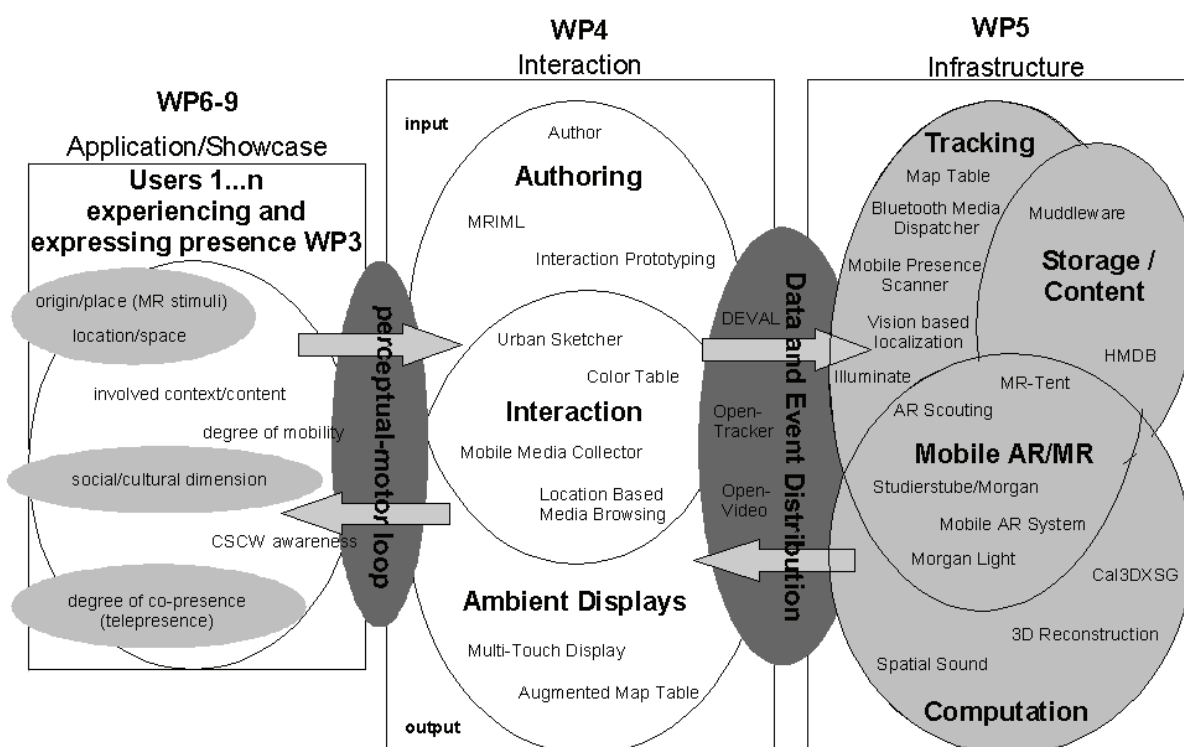 WP6-9
Application/Showcase
Users 1...n
experiencing and
expressing presence WP3
origin/place (MR stimuli)
location/space
involved context/content
degree of mobility
social/cultural dimension
CSCW awareness
degree of co-presence
(telepresence)
perceptual-motor loop
WP4
Interaction
input
Author
Authoring
MRIML
Interaction Prototyping
Urban Sketcher
Color Table
Interaction
Mobile Media Collector
Location Based
Media Browsing
Ambient Displays
Multi-Touch Display
Augmented Map Table
output
Data and Event Distribution
DEVAL
Open-
Tracker
Open-
Video
WP5
Infrastructure
Tracking
Map Table
Bluetooth Media
Dispatcher
Mobile Presence
Scanner
Vision based
localization
Illuminate
Muddleware
Storage /
Content
HMDB
MR-Tent
AR Scouting
Mobile AR/MR
Studierstube/Morgan
Mobile AR System
Morgan Light
Cal3DXSG
3D Reconstruction
Spatial Sound
Computation